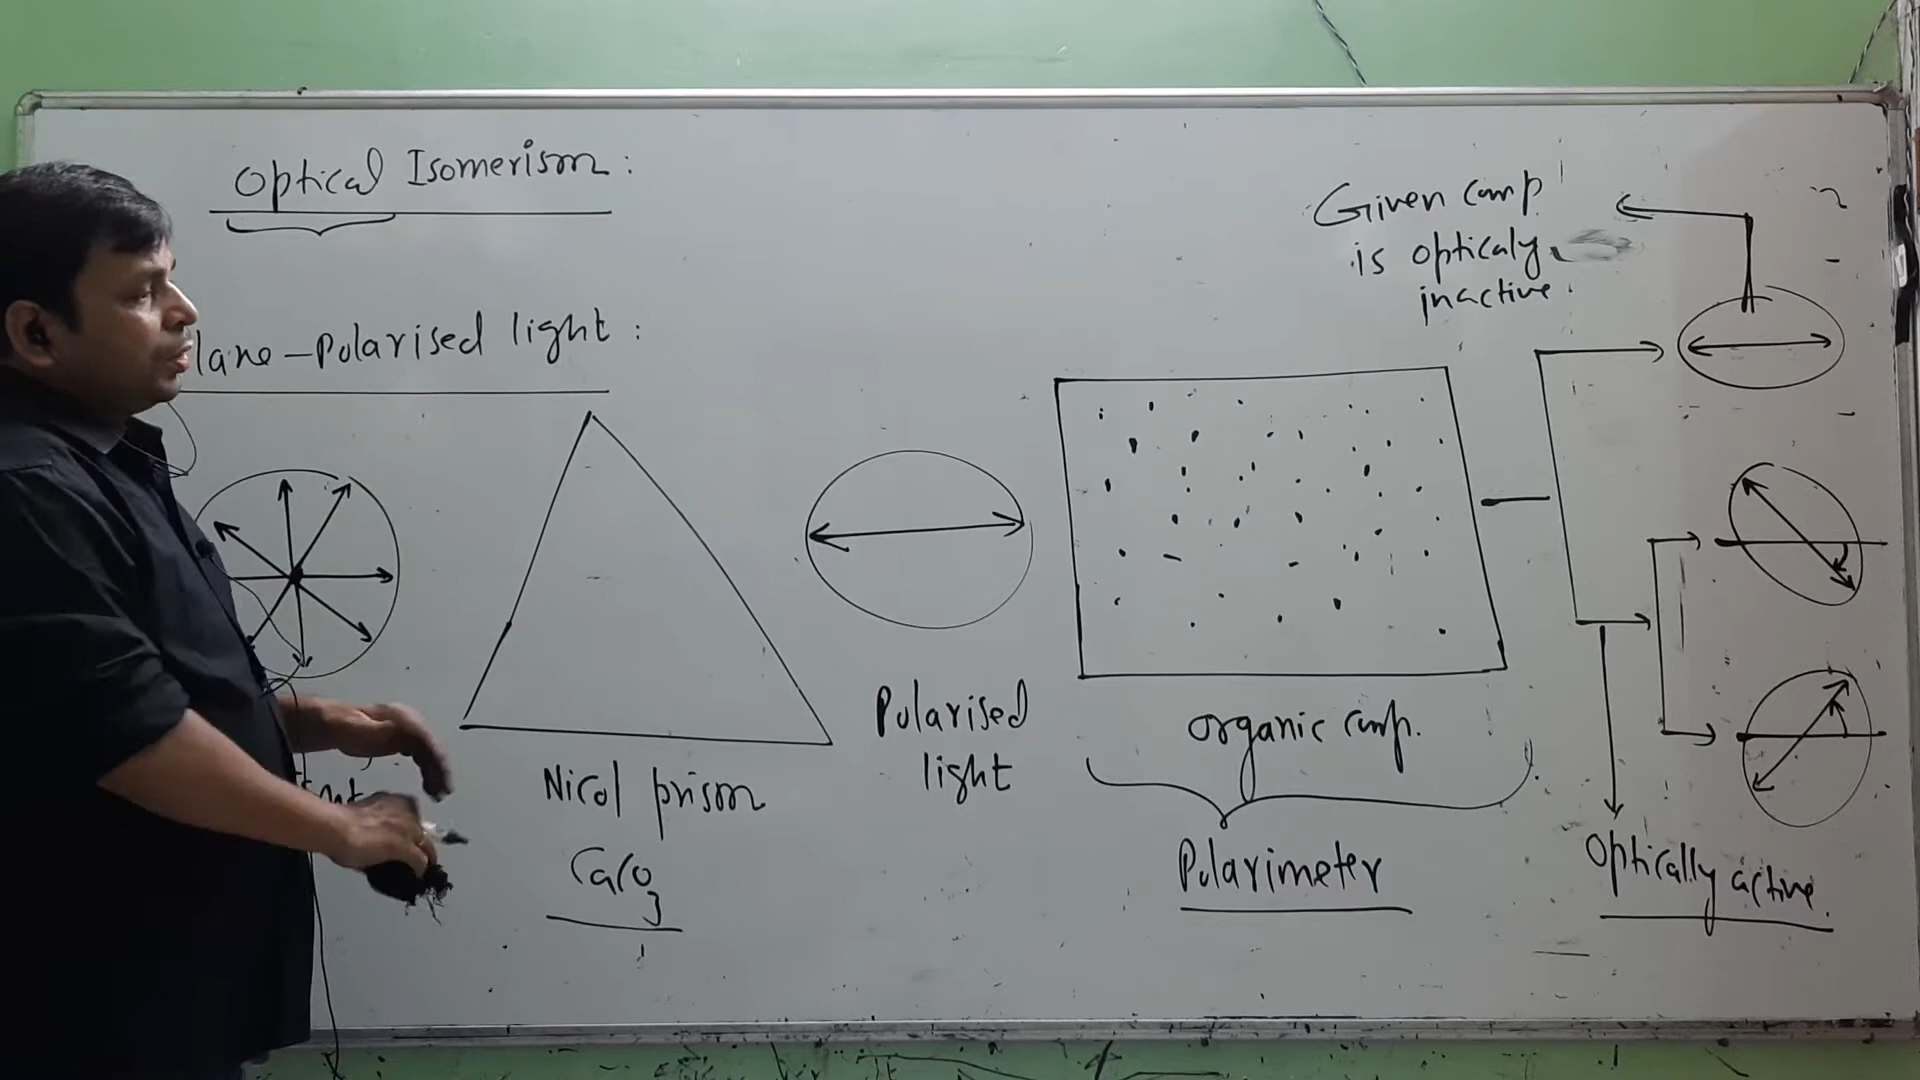 Optical Isomerism:
lane-Polarised light:
Given comp
is opticaly
inactive.
Polarised
light
Nicol prism
CaCO3
organic comp.
Polarimeter
Optically active.